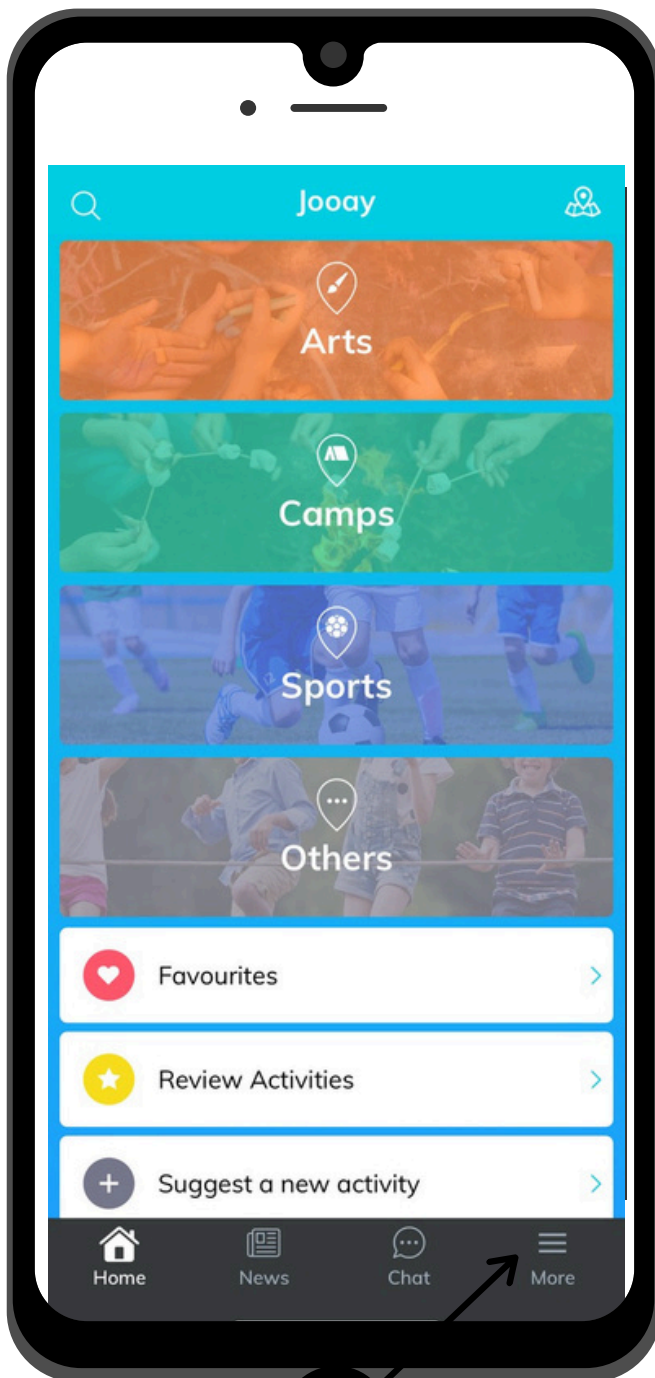 Jooay
Arts
Camps
Sports
Others
Favourites
Review Activities
Suggest a new activity
Home News Chat More